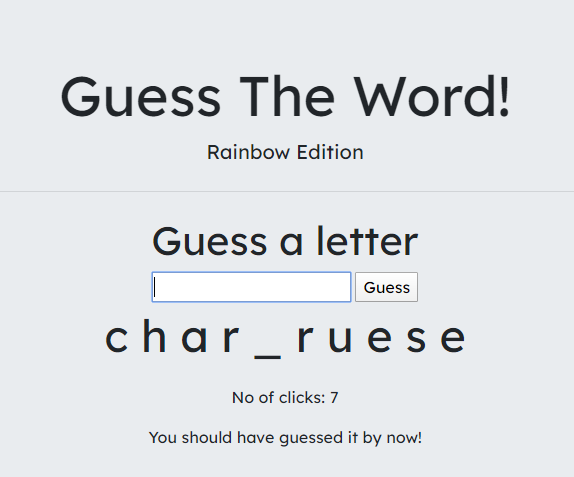 Guess The Word!
Rainbow Edition
Guess a letter
Guess
c h a r _ r u e s e
No of clicks: 7
You should have guessed it by now!